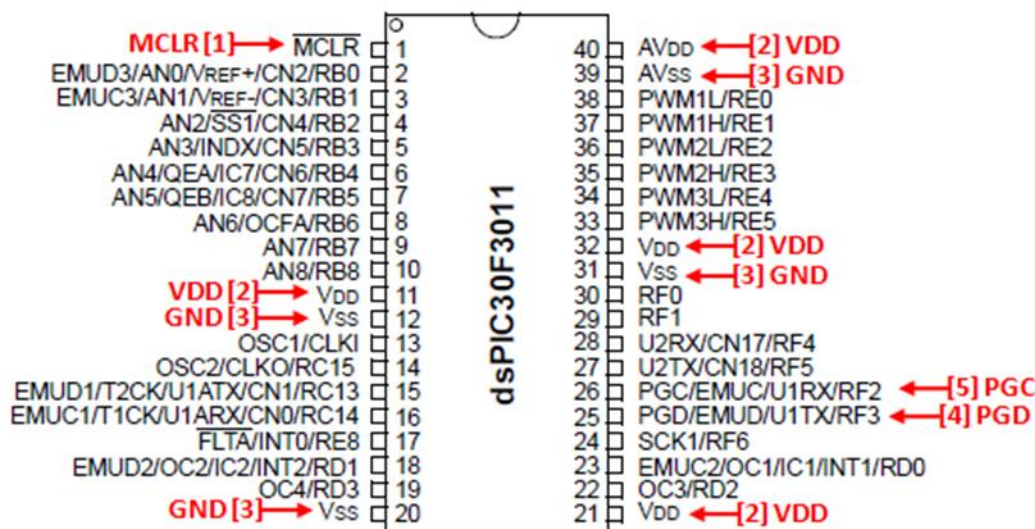 MCLR [1] MCLR 1 40 AVDD [2] VDD
EMUD3/AN0/VREF+/CN2/RB0 2 39 AVSS [3] GND
EMUC3/AN1/VREF-/CN3/RB1 3 38 PWM1L/RE0
AN2/SS1/CN4/RB2 4 37 PWM1H/RE1
AN3/INDX/CN5/RB3 5 36 PWM2L/RE2
AN4/QEA/IC7/CN6/RB4 6 35 PWM2H/RE3
AN5/QEB/IC8/CN7/RB5 7 34 PWM3L/RE4
AN6/OCFA/RB6 8 33 PWM3H/RE5
AN7/RB7 9 32 VDD [2] VDD
AN8/RB8 10 31 VSS [3] GND
VDD [2] VDD 11 30 RF0
GND [3] VSS 12 29 RF1
OSC1/CLKI 13 28 U2RX/CN17/RF4
OSC2/CLKO/RC15 14 27 U2TX/CN18/RF5
EMUD1/T2CK/U1ATX/CN1/RC13 15 26 PGC/EMUC/U1RX/RF2 [5] PGC
EMUC1/T1CK/U1ARX/CN0/RC14 16 25 PGD/EMUD/U1TX/RF3 [4] PGD
FLTA/INT0/RE8 17 24 SCK1/RF6
EMUD2/OC2/IC2/INT2/RD1 18 23 EMUC2/OC1/IC1/INT1/RD0
OC4/RD3 19 22 OC3/RD2
GND [3] VSS 20 21 VDD [2] VDD
dsPIC30F3011